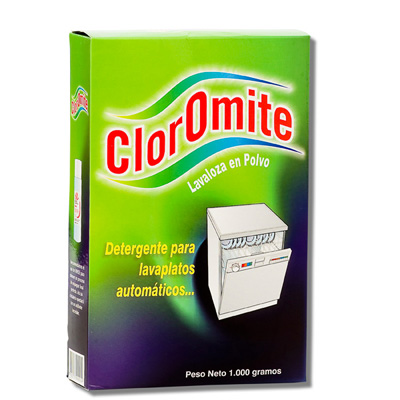 ClorOmite
Lavaloza en Polvo
Detergente para
lavaplatos
automáticos...
Peso Neto 1.000 gramos